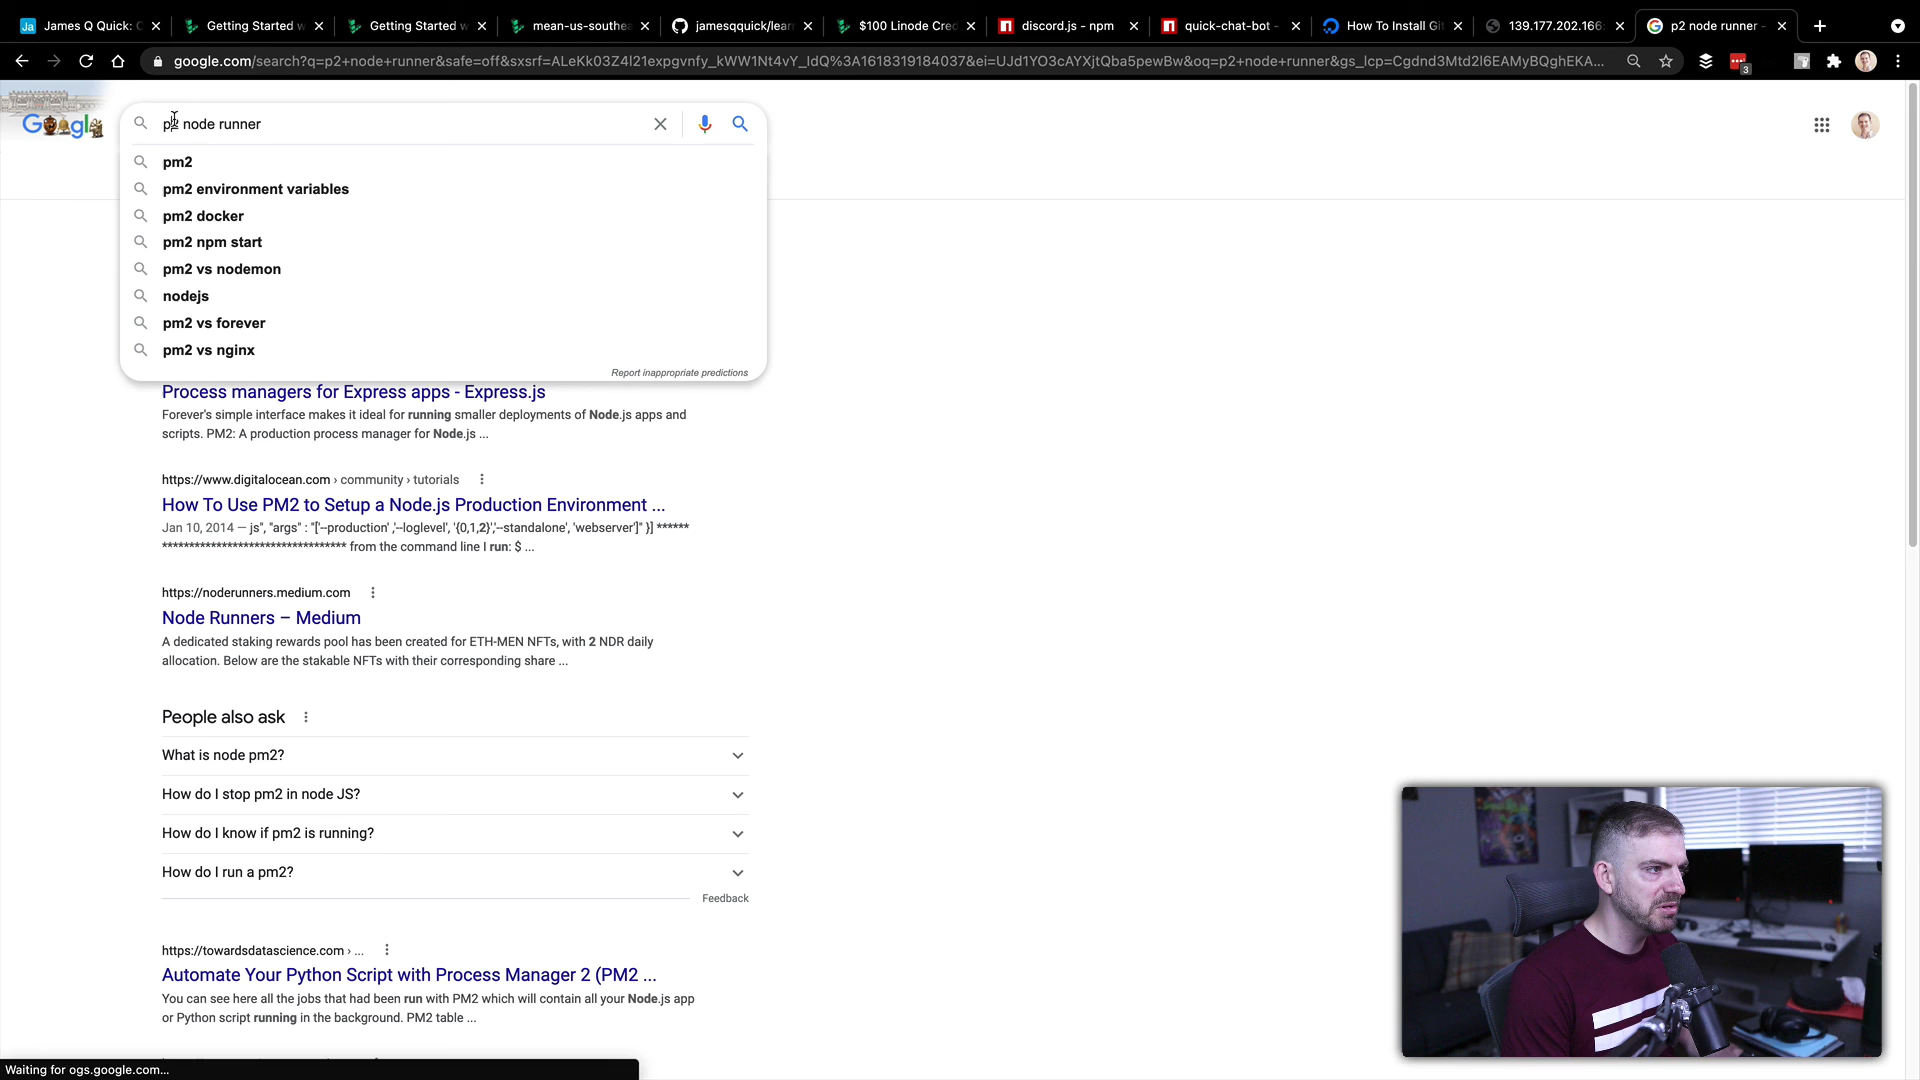 James Q Quick: C
Getting Started w
Getting Started w
mean-us-southea
jamesqquick/lear
$100 Linode Cred
discord.js - npm
quick-chat-bot -
How To Install Git
139.177.202.166:
p2 node runner -
google.com/search?q=p2+node+runner&safe=off&sxsrf=ALeKk03Z4l21expgvnfy_kWW1Nt4vY_IdQ%3A1618319184037&ei=UJd1YO3cAYXjtQba5pewBw&oq=p2+node+runner&gs_lcp=Cgdnd3Mtd2l6EAMyBQghEKA...
3
p2 node runner
pm2
pm2 environment variables
pm2 docker
pm2 npm start
pm2 vs nodemon
nodejs
pm2 vs forever
pm2 vs nginx
Report inappropriate predictions
Process managers for Express apps - Express.js
Forever's simple interface makes it ideal for running smaller deployments of Node.js apps and
scripts. PM2: A production process manager for Node.js ...
https://www.digitalocean.com › community › tutorials
How To Use PM2 to Setup a Node.js Production Environment ...
Jan 10, 2014 — js", "args" : "['--production' ,'--loglevel', '{0,1,2}','--standalone', 'webserver']" }] ******
********************************** from the command line I run: $ ...
https://noderunners.medium.com
Node Runners – Medium
A dedicated staking rewards pool has been created for ETH-MEN NFTs, with 2 NDR daily
allocation. Below are the stakable NFTs with their corresponding share ...
People also ask
What is node pm2?
How do I stop pm2 in node JS?
How do I know if pm2 is running?
How do I run a pm2?
Feedback
https://towardsdatascience.com › ...
Automate Your Python Script with Process Manager 2 (PM2 ...
You can see here all the jobs that had been run with PM2 which will contain all your Node.js app
or Python script running in the background. PM2 table ...
Waiting for ogs.google.com...